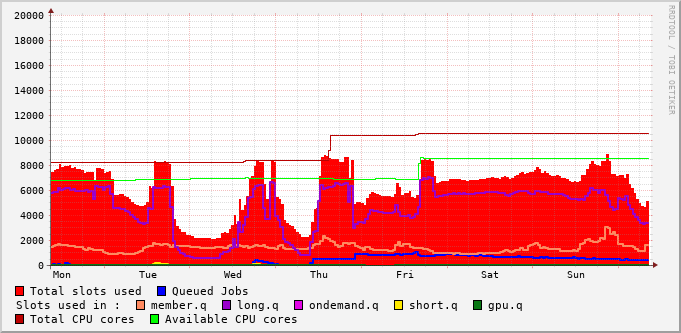 20000
18000
16000
14000
12000
10000
8000
6000
4000
2000
0
Mon Tue Wed Thu Fri Sat Sun
RRDTOOL / TOBI OETIKER
Total slots used Queued Jobs
Slots used in : member.q long.q ondemand.q short.q gpu.q
Total CPU cores Available CPU cores